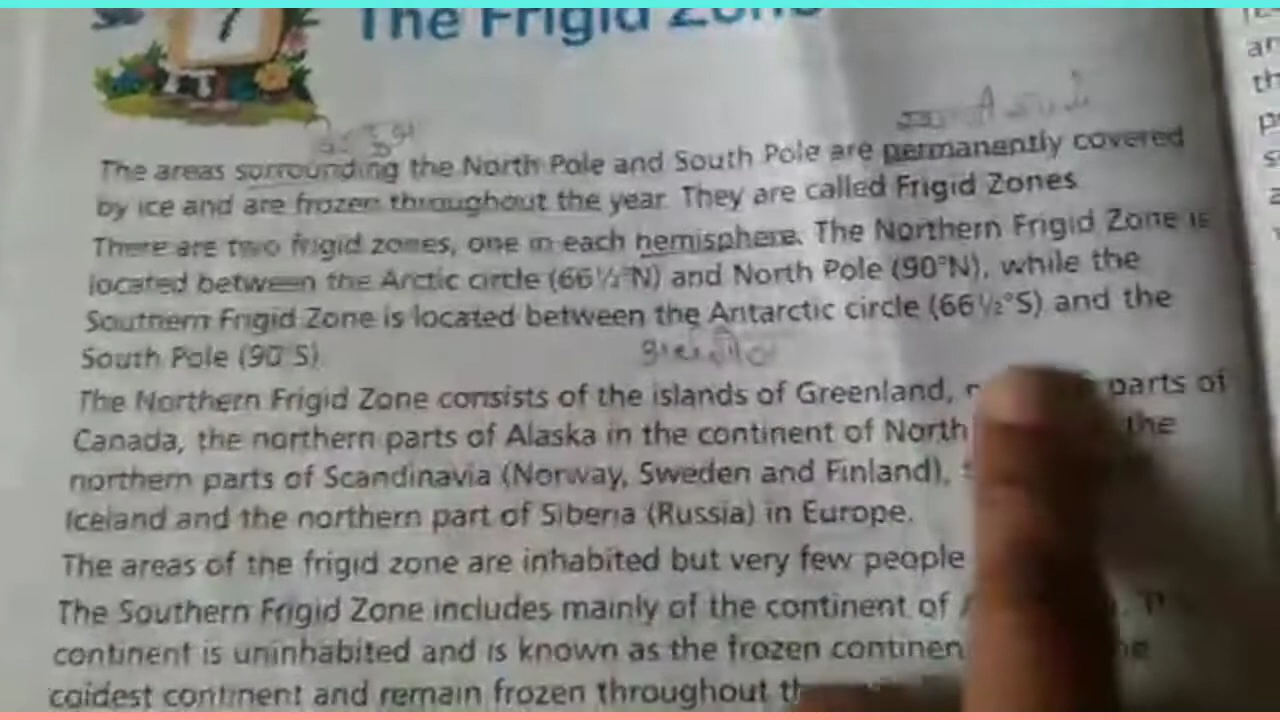 7
The Frigid Zone
The areas sorrounding the North Pole and South Pole are permanently covered
by ice and are frozen throughout the year. They are called Frigid Zones
There are two frigid zones, one in each hemisphere. The Northern Frigid Zone is
located between the Arctic circle (66½°N) and North Pole (90°N), while the
Southern Frigid Zone is located between the Antarctic circle (66½°S) and the
South Pole (90°S)
The Northern Frigid Zone consists of the islands of Greenland, parts of
Canada, the northern parts of Alaska in the continent of North the
northern parts of Scandinavia (Norway, Sweden and Finland),
Iceland and the northern part of Siberia (Russia) in Europe.
The areas of the frigid zone are inhabited but very few people
The Southern Frigid Zone includes mainly of the continent of
continent is uninhabited and is known as the frozen
coldest continent and remain frozen throughout